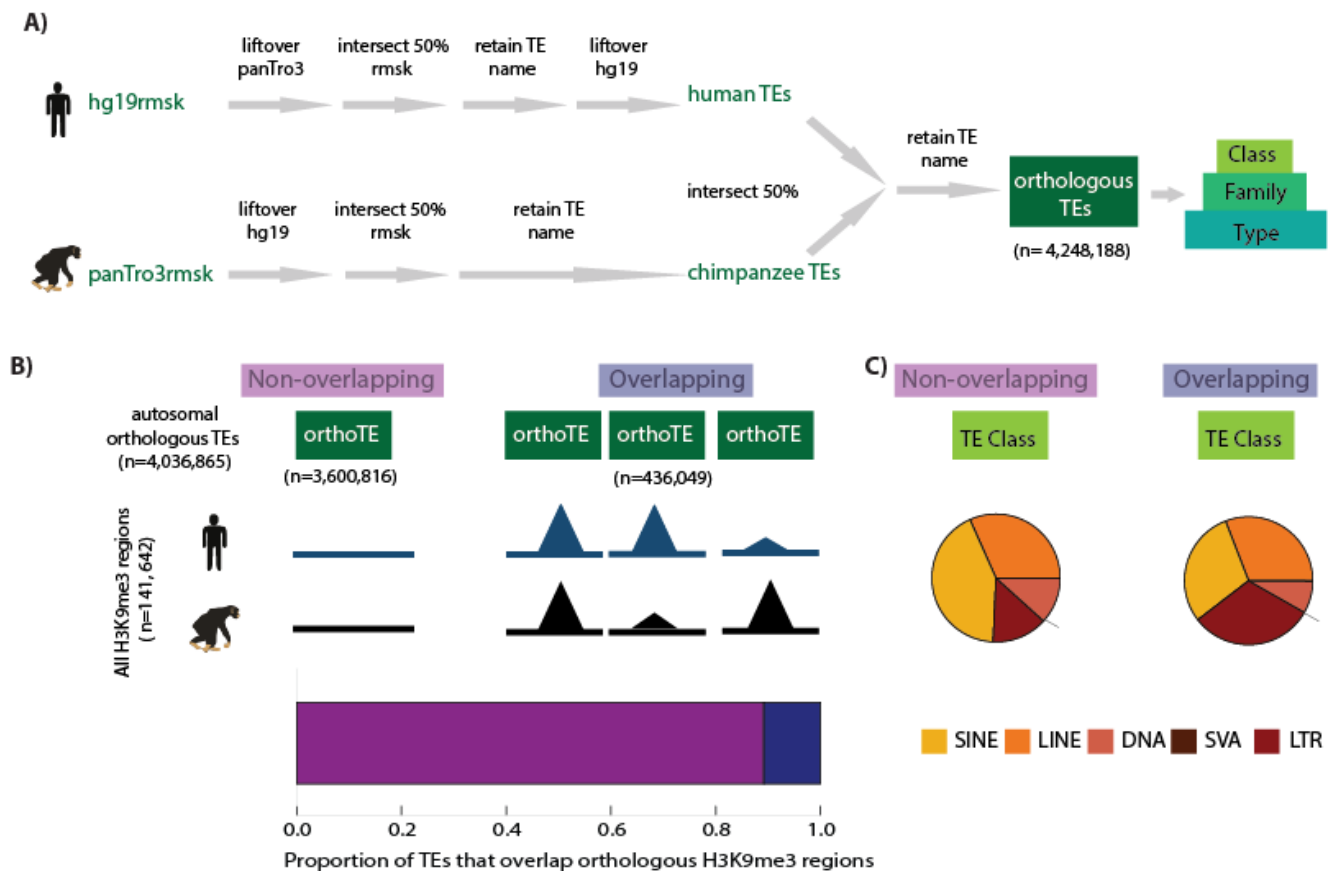 A)
liftover
panTro3
intersect 50%
rmsk
retain TE
name
liftover
hg19
hg19rmsk
human TEs
retain TE
name
Class
Family
Type
orthologous
TEs
(n= 4,248,188)
intersect 50%
liftover
hg19
intersect 50%
rmsk
retain TE
name
panTro3rmsk
chimpanzee TEs
B)
Non-overlapping
Overlapping
autosomal
orthologous TEs
(n=4,036,865)
orthoTE
orthoTE
orthoTE
orthoTE
(n=3,600,816)
(n=436,049)
All H3K9me3 regions
( n=141, 642)
0.0
0.2
0.4
0.6
0.8
1.0
Proportion of TEs that overlap orthologous H3K9me3 regions
C)
Non-overlapping
Overlapping
TE Class
TE Class
SINE
LINE
DNA
SVA
LTR